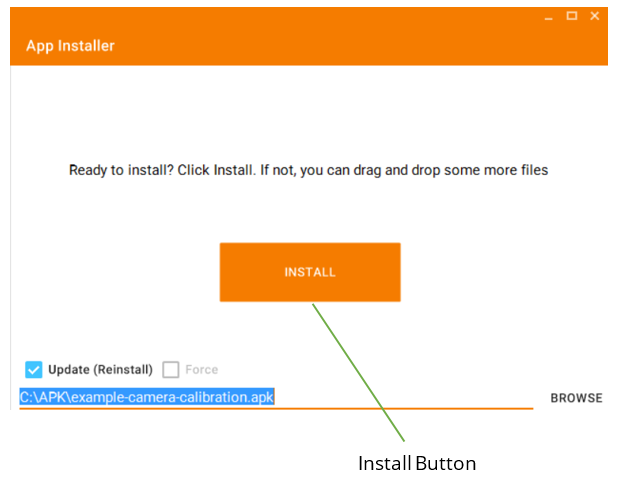 App Installer
Ready to install? Click Install. If not, you can drag and drop some more files
INSTALL
Update (Reinstall) Force
C:\APK\example-camera-calibration.apk BROWSE
Install Button